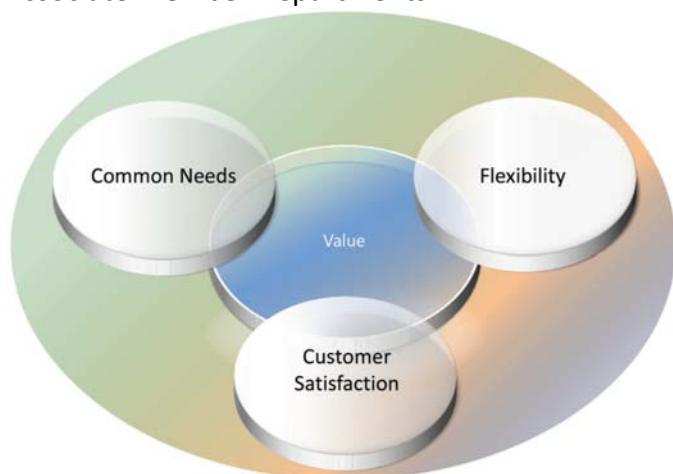 Common Needs
Flexibility
Value
Customer
Satisfaction